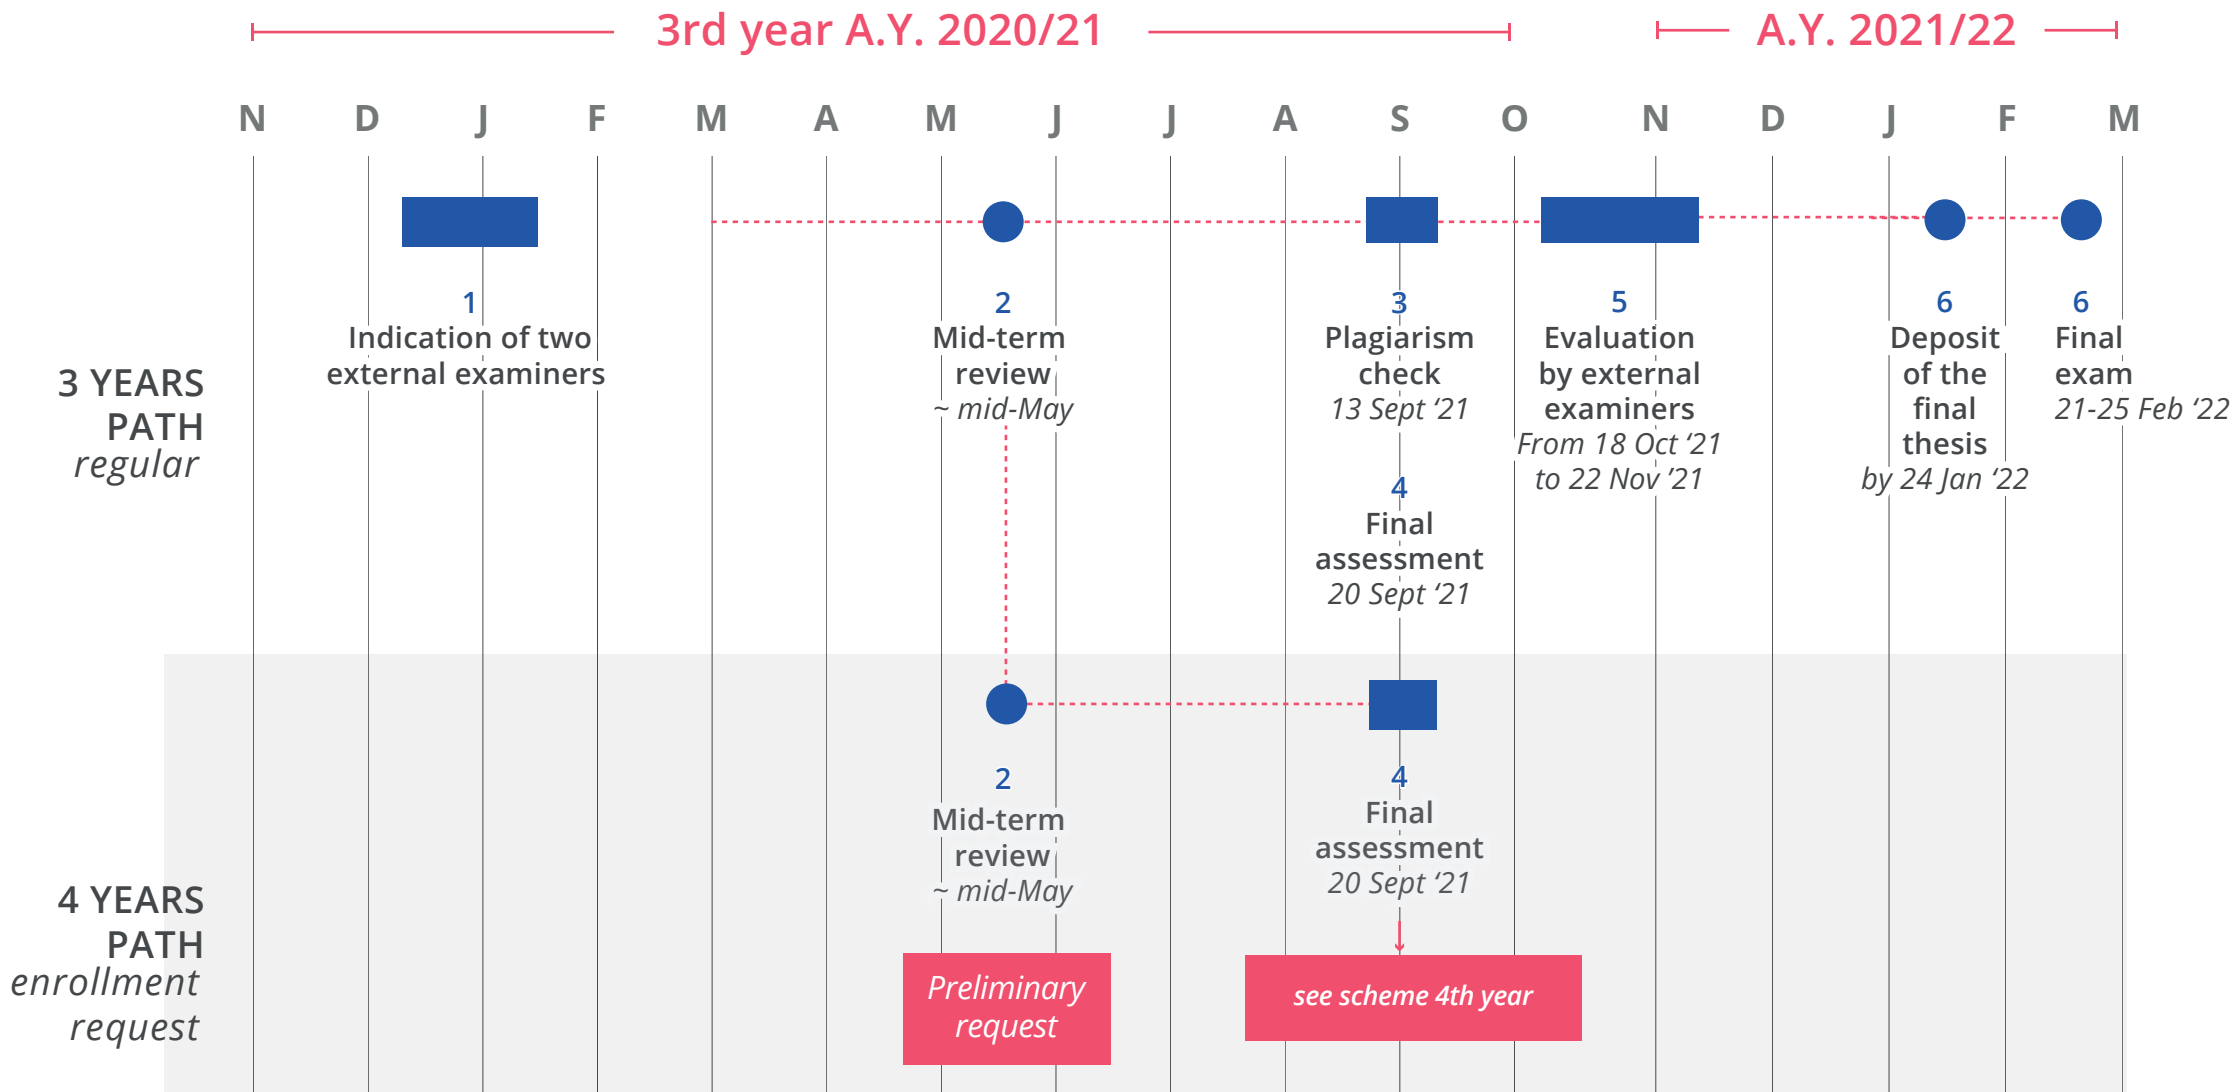 3rd year A.Y. 2020/21
A.Y. 2021/22
N D J F M A M J J A S O N D J F M
3 YEARS
PATH
regular
1
Indication of two
external examiners
2
Mid-term
review
~ mid-May
3
Plagiarism
check
13 Sept ‘21
4
Final
assessment
20 Sept ‘21
5
Evaluation
by external
examiners
From 18 Oct ‘21
to 22 Nov ‘21
6
Deposit
of the
final
thesis
by 24 Jan ‘22
6
Final
exam
21-25 Feb ‘22
4 YEARS
PATH
enrollment
request
2
Mid-term
review
~ mid-May
Preliminary
request
4
Final
assessment
20 Sept ‘21
see scheme 4th year